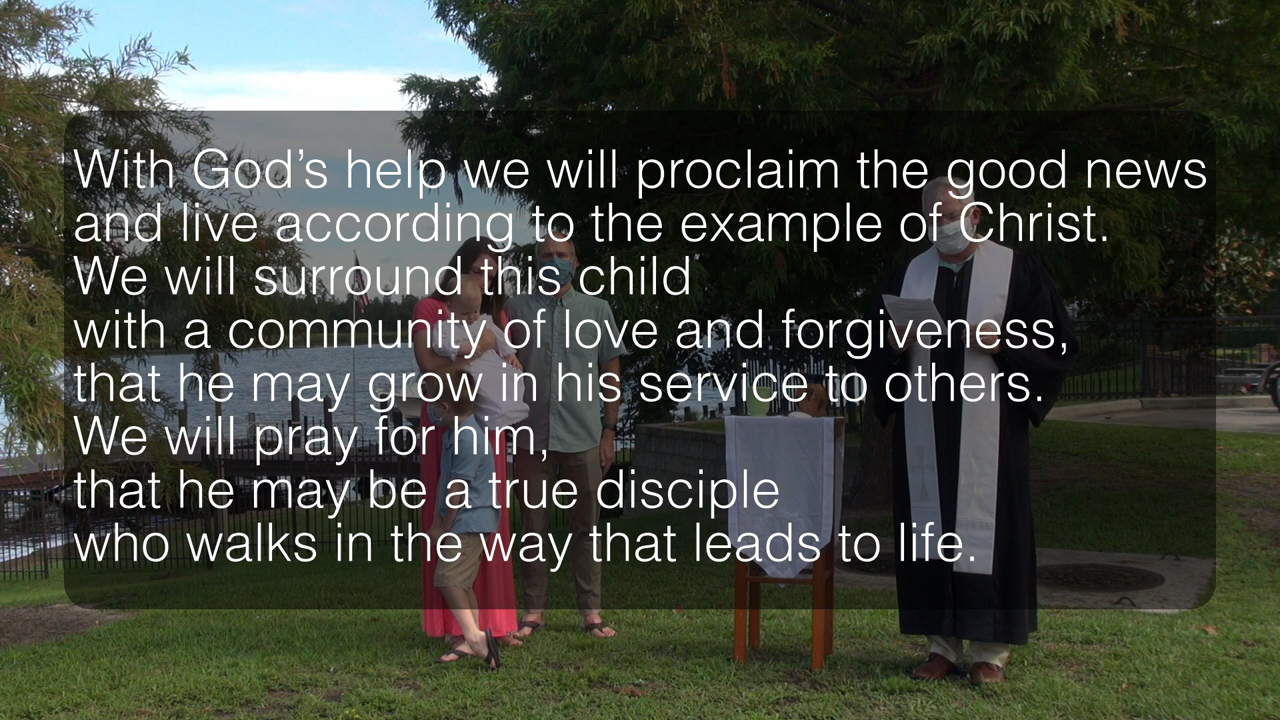 With God’s help we will proclaim the good news
and live according to the example of Christ.
We will surround this child
with a community of love and forgiveness,
that he may grow in his service to others.
We will pray for him,
that he may be a true disciple
who walks in the way that leads to life.